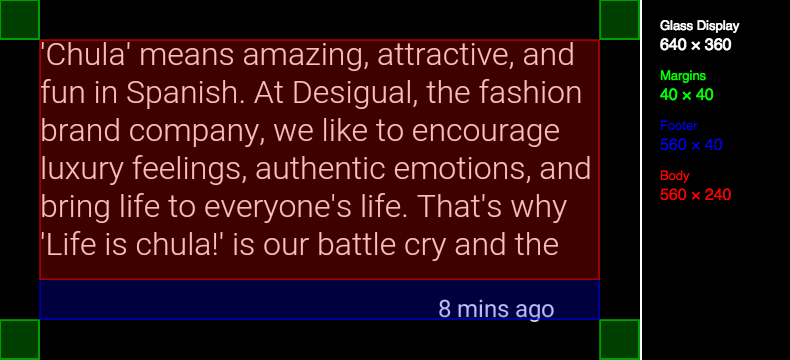 'Chula' means amazing, attractive, and
fun in Spanish. At Desigual, the fashion
brand company, we like to encourage
luxury feelings, authentic emotions, and
bring life to everyone's life. That's why
'Life is chula!' is our battle cry and the
8 mins ago
Glass Display
640 × 360
Margins
40 × 40
Footer
560 × 40
Body
560 × 240